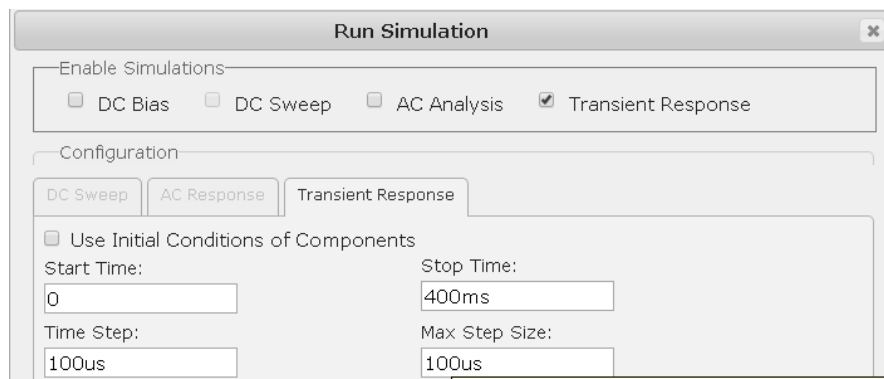 Run Simulation
Enable Simulations
DC Bias DC Sweep AC Analysis Transient Response
Configuration
DC Sweep AC Response Transient Response
Use Initial Conditions of Components
Start Time: Stop Time:
0 400ms
Time Step: Max Step Size:
100us 100us